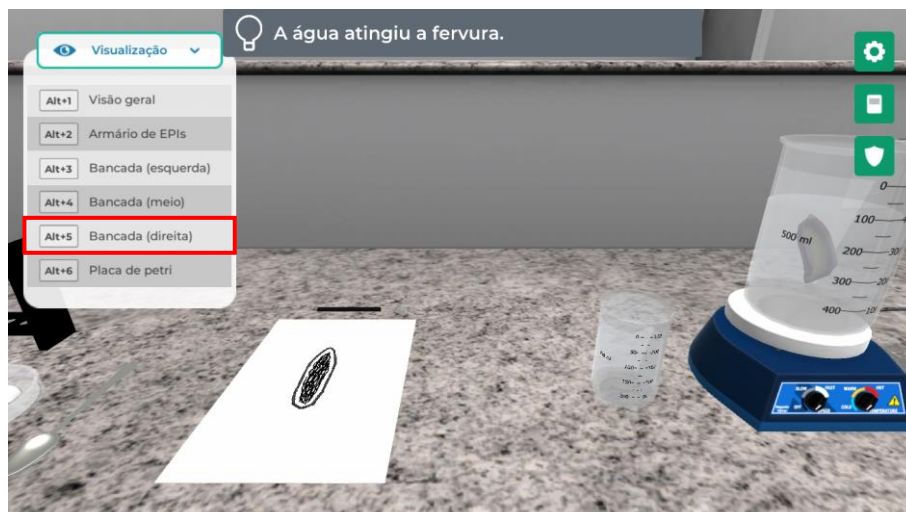 A água atingiu a fervura.
Visualização
Alt+1 Visão geral
Alt+2 Armário de EPIs
Alt+3 Bancada (esquerda)
Alt+4 Bancada (meio)
Alt+5 Bancada (direita)
Alt+6 Placa de petri
0
100
500 ml
200
300
400